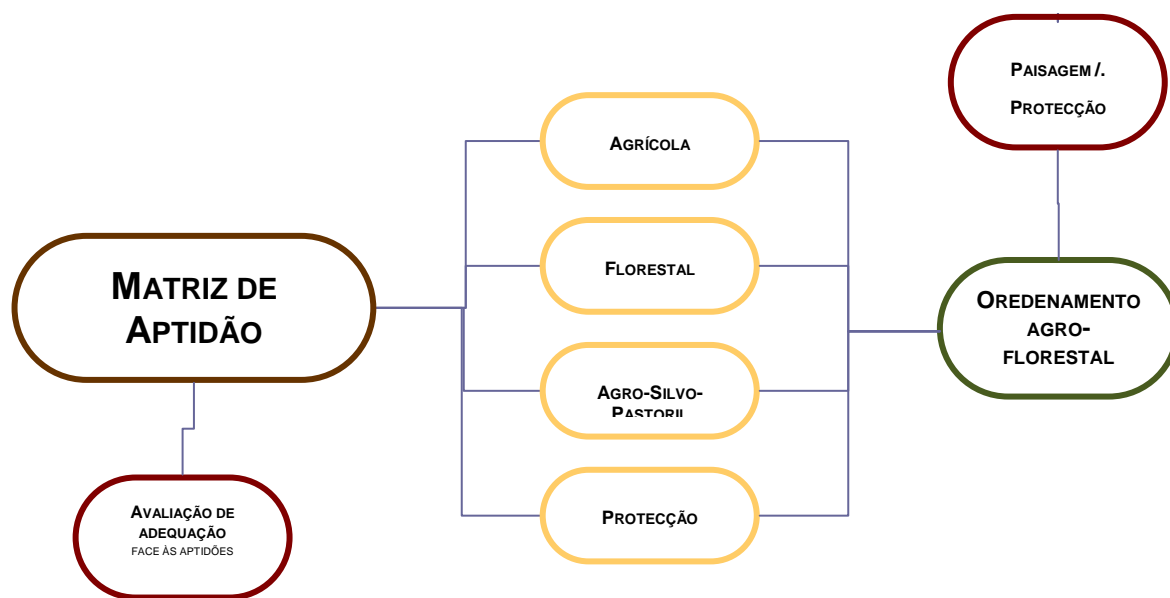 PAISAGEM /.
PROTECÇÃO
AGRÍCOLA
FLORESTAL
MATRIZ DE
APTIDÃO
OREDENAMENTO
AGRO-
FLORESTAL
AGRO-SILVO-
PASTORIL
AVALIAÇÃO DE
ADEQUAÇÃO
FACE ÀS APTIDÕES
PROTECÇÃO